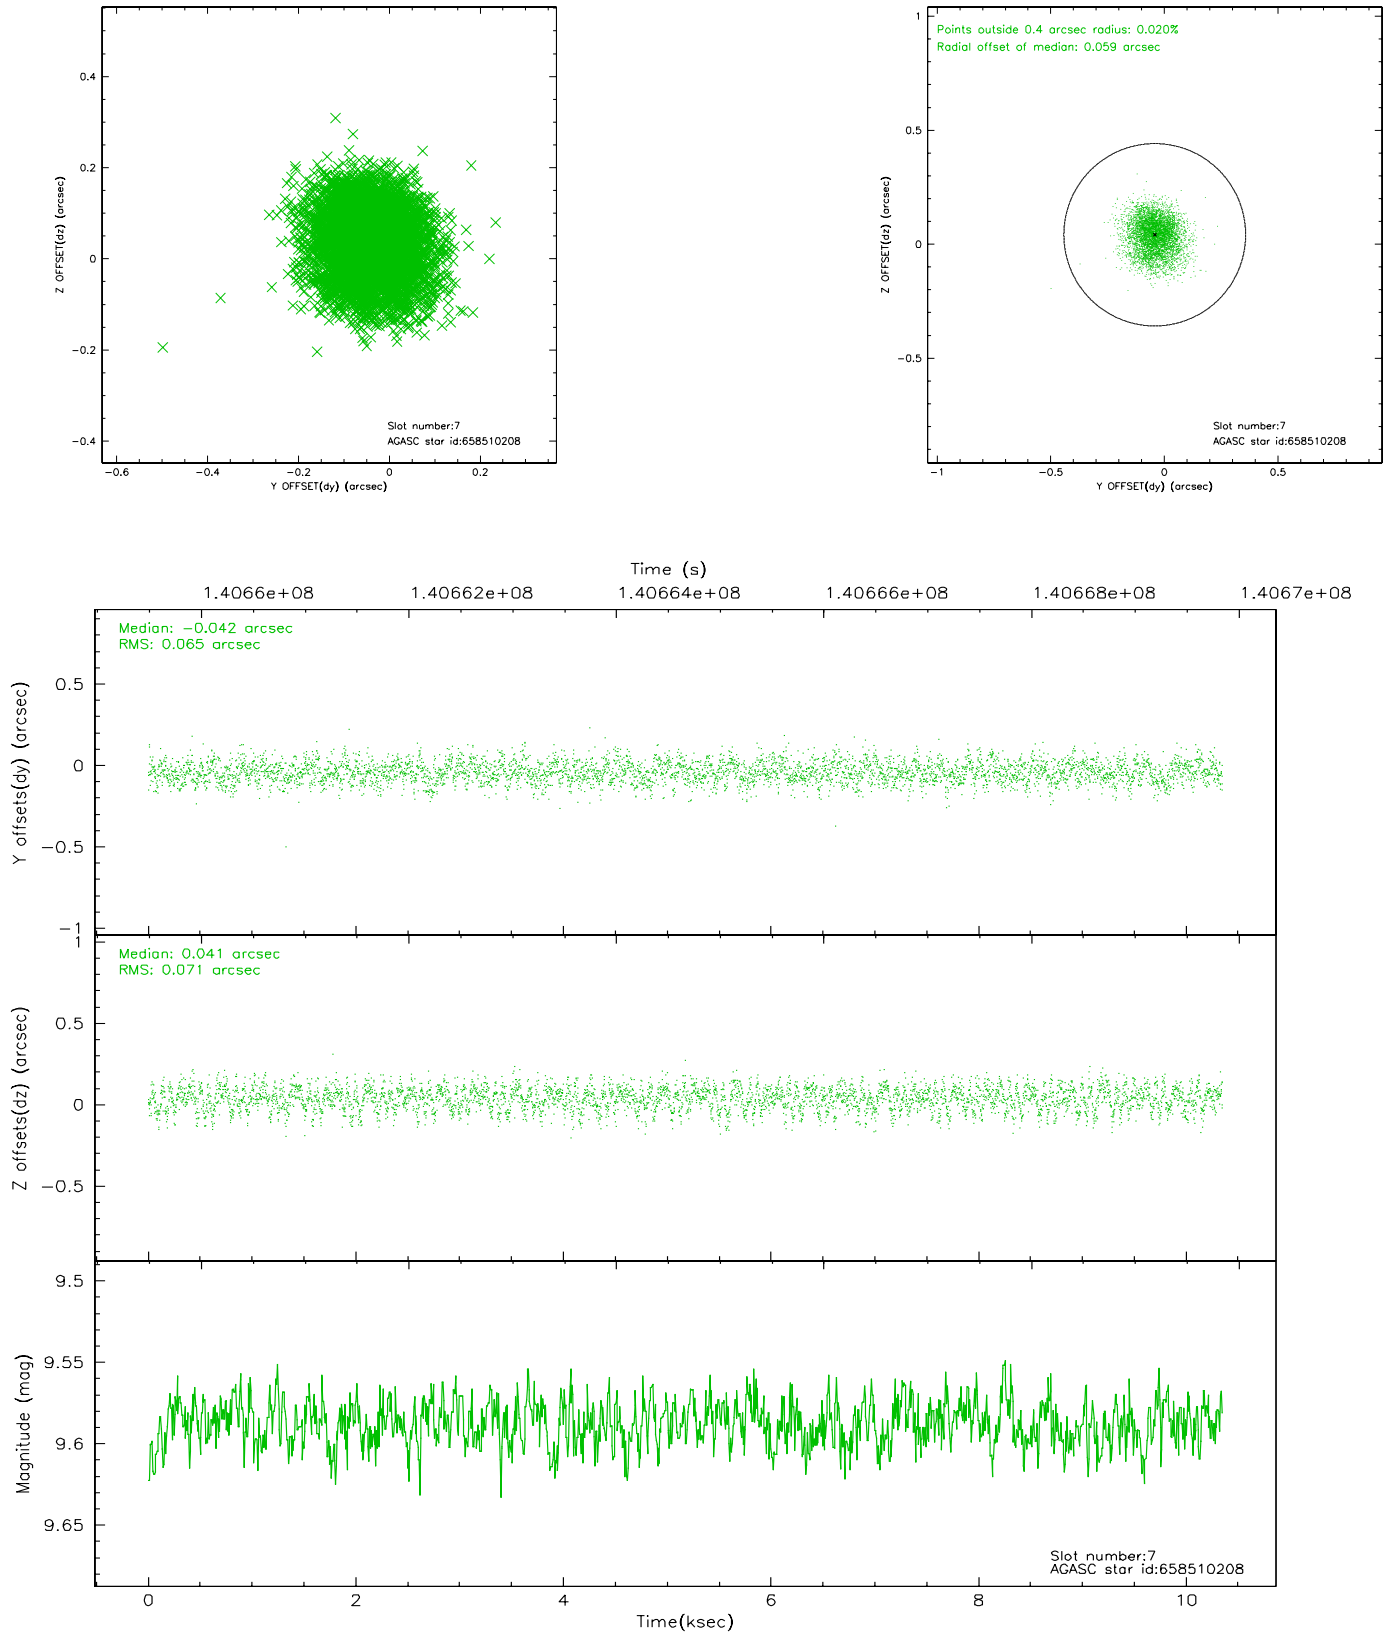 0.4
0.2
0
−0.2
−0.4
Z OFFSET(dz) (arcsec)
Slot number:7
AGASC star id:658510208
−0.6 −0.4 −0.2 0 0.2
Y OFFSET(dy) (arcsec)
Points outside 0.4 arcsec radius: 0.020%
Radial offset of median: 0.059 arcsec
1
0.5
0
−0.5
Z OFFSET(dz) (arcsec)
Slot number:7
AGASC star id:658510208
−1 −0.5 0 0.5
Y OFFSET(dy) (arcsec)
Time (s)
1.4066e+08 1.40662e+08 1.40664e+08 1.40666e+08 1.40668e+08 1.4067e+08
Median: −0.042 arcsec
RMS: 0.065 arcsec
0.5
0
−0.5
−1
Y offsets(dy) (arcsec)
Median: 0.041 arcsec
RMS: 0.071 arcsec
1
0.5
0
−0.5
Z offsets(dz) (arcsec)
9.5
9.55
9.6
9.65
Magnitude (mag)
Slot number:7
AGASC star id:658510208
0 2 4 6 8 10
Time(ksec)